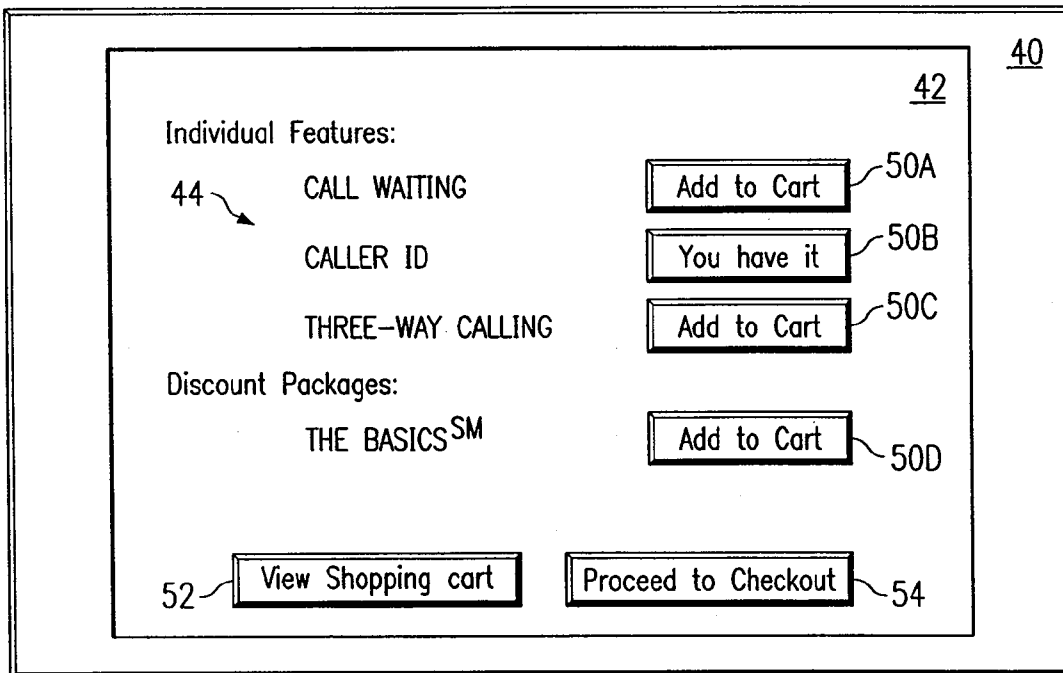 40
42
Individual Features:
44
CALL WAITING
Add to Cart
50A
CALLER ID
You have it
50B
THREE-WAY CALLING
Add to Cart
50C
Discount Packages:
THE BASICS SM
Add to Cart
50D
52
View Shopping cart
Proceed to Checkout
54